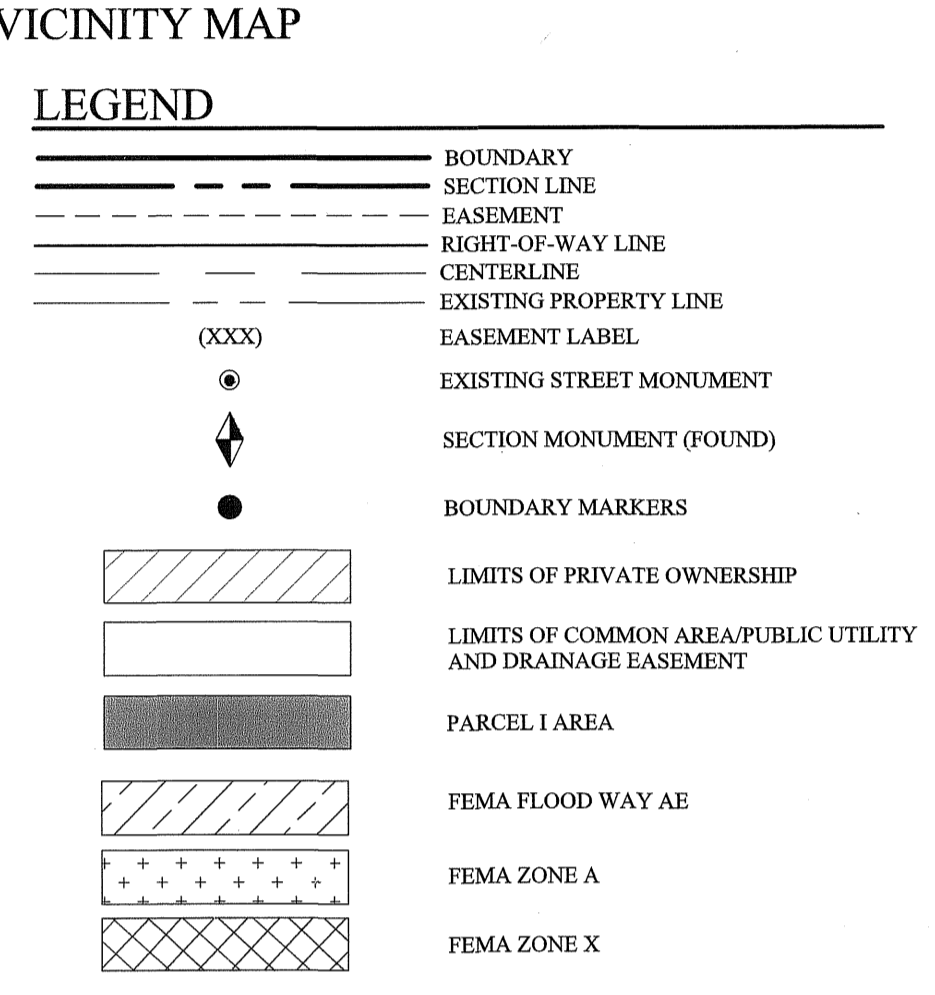 VICINITY MAP
LEGEND
BOUNDARY
SECTION LINE
EASEMENT
RIGHT-OF-WAY LINE
CENTERLINE
EXISTING PROPERTY LINE
(XXX) EASEMENT LABEL
EXISTING STREET MONUMENT
SECTION MONUMENT (FOUND)
BOUNDARY MARKERS
LIMITS OF PRIVATE OWNERSHIP
LIMITS OF COMMON AREA/PUBLIC UTILITY
AND DRAINAGE EASEMENT
PARCEL I AREA
FEMA FLOOD WAY AE
FEMA ZONE A
FEMA ZONE X